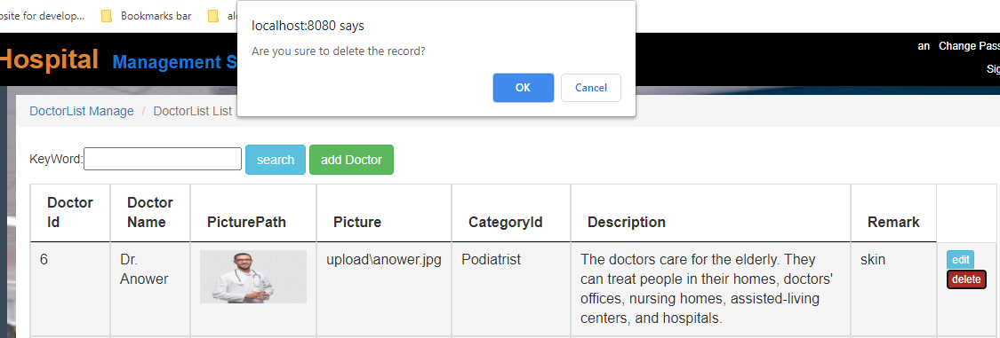 osite for develop...
Bookmarks bar
localhost:8080 says
Are you sure to delete the record?
OK
Cancel
Hospital Management S
an Change Pass
Sig
DoctorList Manage / DoctorList List
KeyWord:
search
add Doctor
Doctor Id
Doctor Name
PicturePath
Picture
CategoryId
Description
Remark
6
Dr. Anower
upload\anower.jpg
Podiatrist
The doctors care for the elderly. They
can treat people in their homes, doctors'
offices, nursing homes, assisted-living
centers, and hospitals.
skin
edit
delete